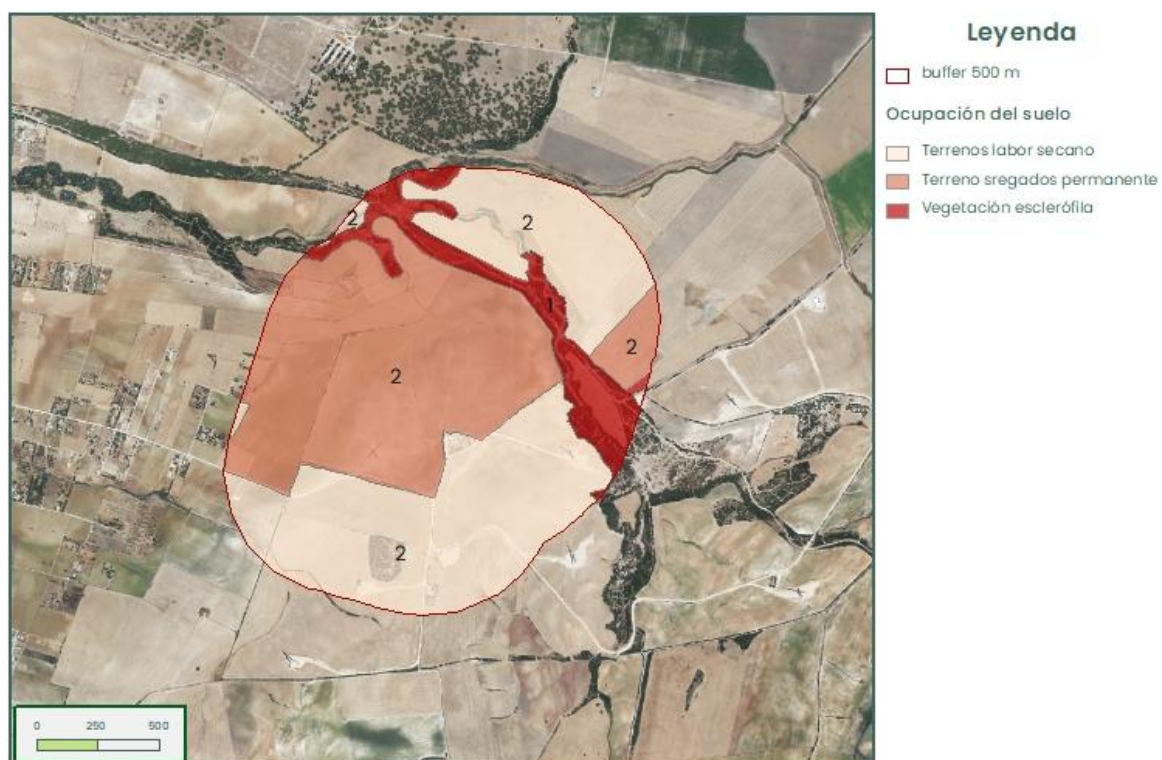 Leyenda
buffer 500 m
Ocupación del suelo
Terrenos labor secano
Terreno sregados permanente
Vegetación esclerófila
2
2
1
2
2
2
0 250 500